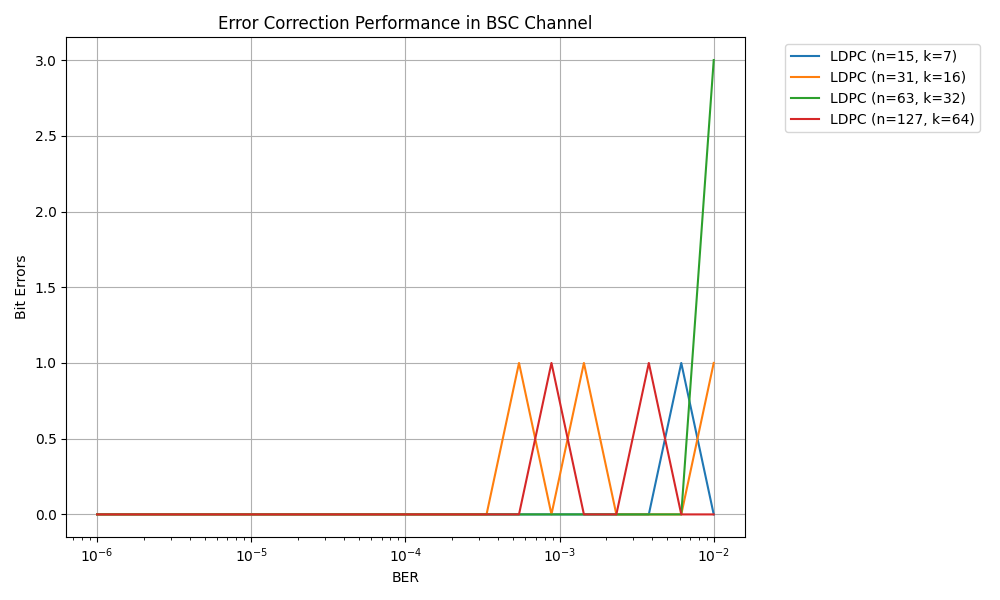 Error Correction Performance in BSC Channel
LDPC (n=15, k=7)
LDPC (n=31, k=16)
LDPC (n=63, k=32)
LDPC (n=127, k=64)
Bit Errors
3.0
2.5
2.0
1.5
1.0
0.5
0.0
10⁻⁶ 10⁻⁵ 10⁻⁴ 10⁻³ 10⁻²
BER